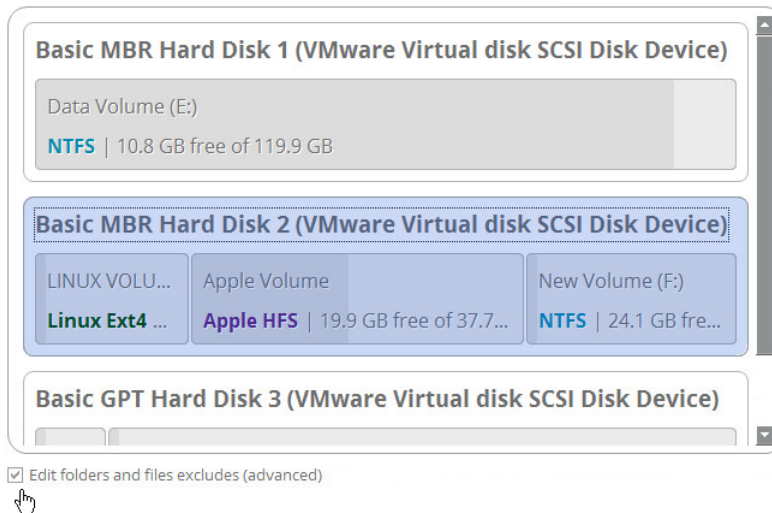 Basic MBR Hard Disk 1 (VMware Virtual disk SCSI Disk Device)
Data Volume (E:)
NTFS | 10.8 GB free of 119.9 GB
Basic MBR Hard Disk 2 (VMware Virtual disk SCSI Disk Device)
LINUX VOLU... Apple Volume New Volume (F:)
Linux Ext4 ... Apple HFS | 19.9 GB free of 37.7... NTFS | 24.1 GB fre...
Basic GPT Hard Disk 3 (VMware Virtual disk SCSI Disk Device)
Edit folders and files excludes (advanced)